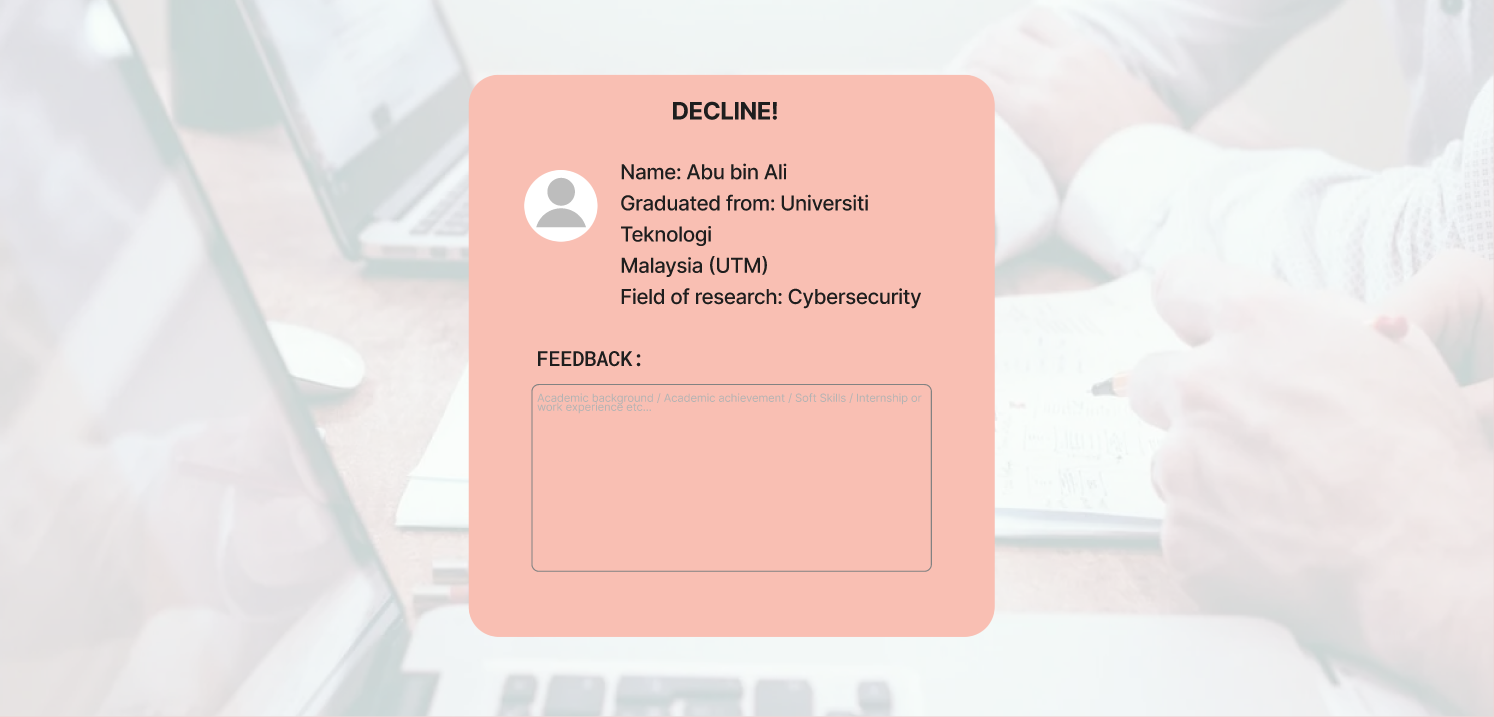 DECLINE!
Name: Abu bin Ali
Graduated from: Universiti
Teknologi
Malaysia (UTM)
Field of research: Cybersecurity
FEEDBACK:
Academic background / Academic achievement / Soft Skills / Internship or
work experience etc...